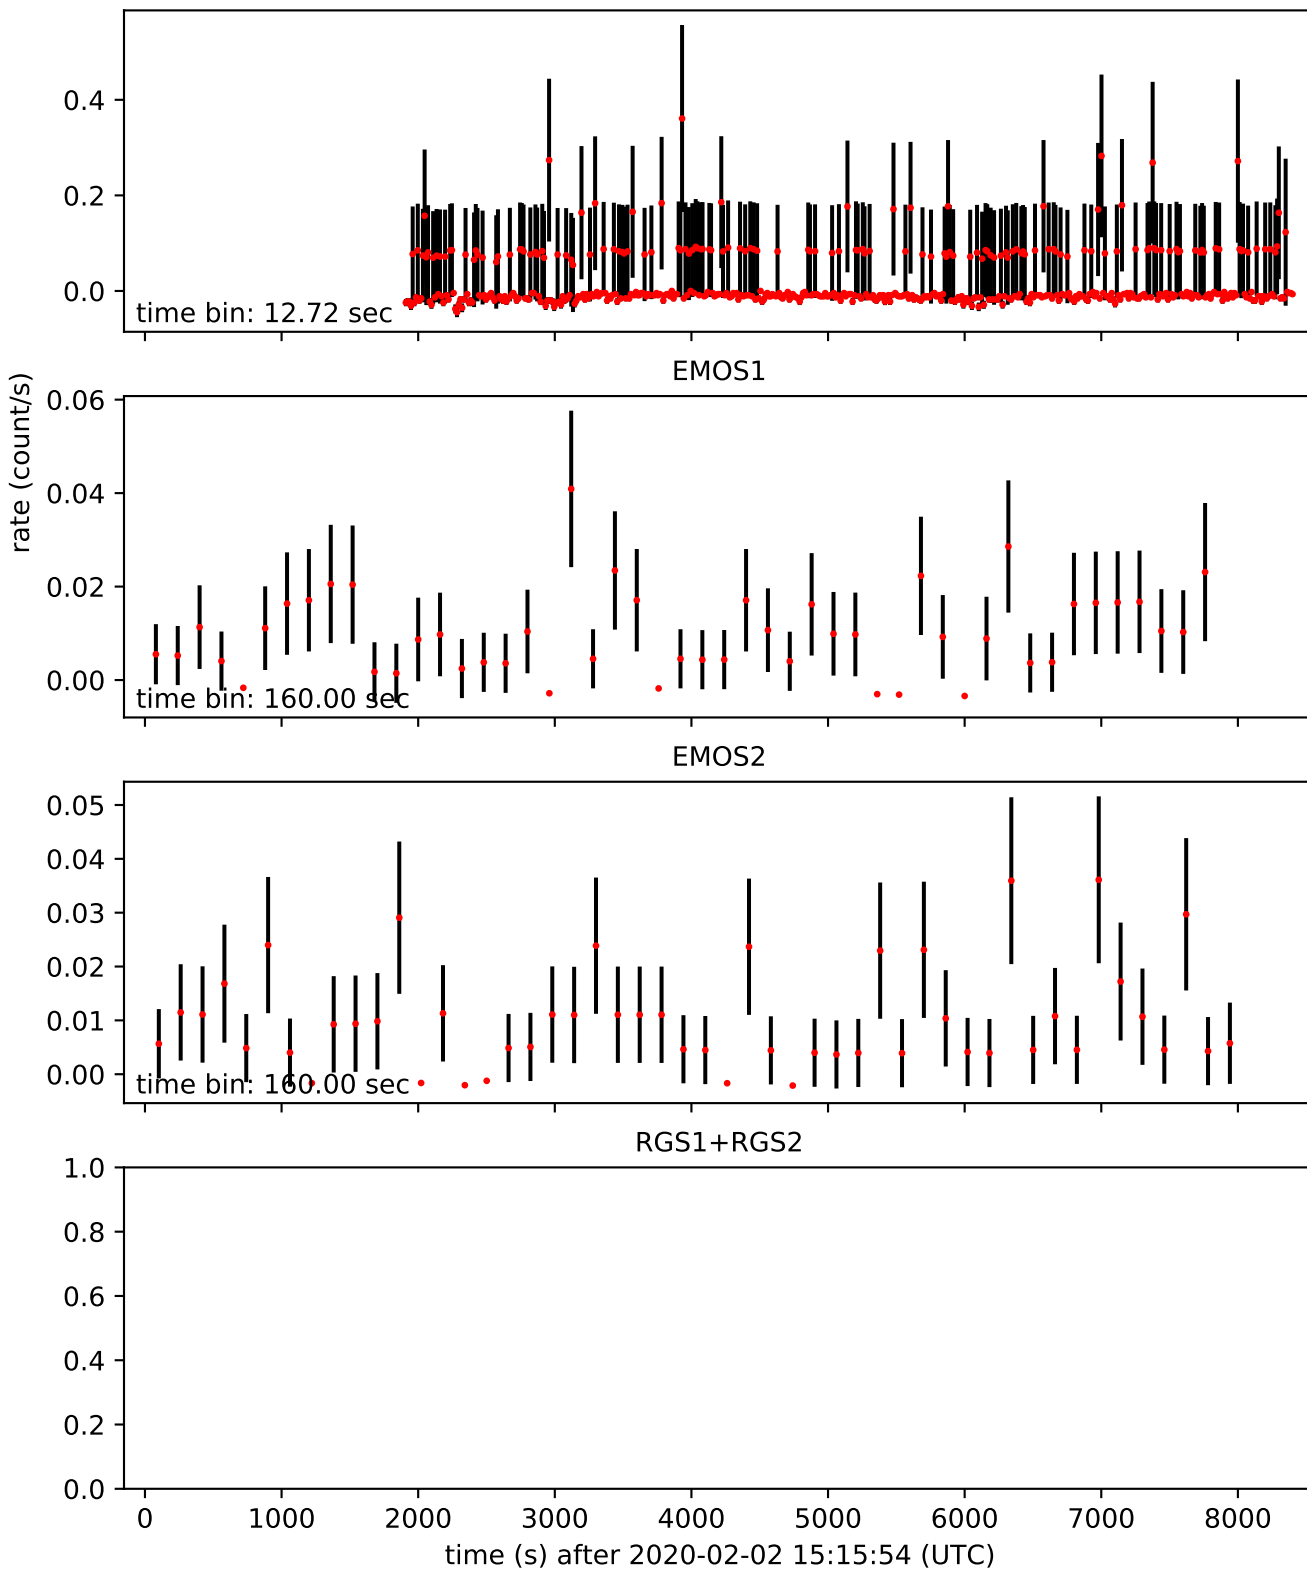 0.4
0.2
0.0
time bin: 12.72 sec
EMOS1
rate (count/s)
0.06
0.04
0.02
0.00
time bin: 160.00 sec
EMOS2
0.05
0.04
0.03
0.02
0.01
0.00
time bin: 160.00 sec
RGS1+RGS2
1.0
0.8
0.6
0.4
0.2
0.0
0 1000 2000 3000 4000 5000 6000 7000 8000
time (s) after 2020-02-02 15:15:54 (UTC)